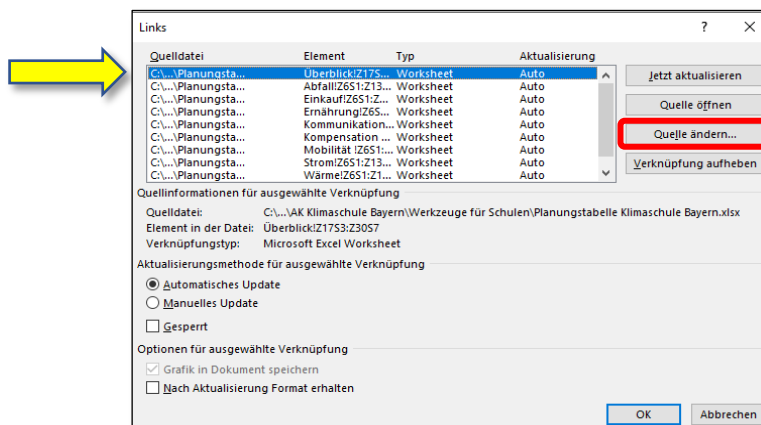 Links ? ×
Quelldatei Element Typ Aktualisierung
C:\...\Planungsta... Überblick!Z17S... Worksheet Auto
C:\...\Planungsta... Abfall!Z6S1:Z13... Worksheet Auto
C:\...\Planungsta... Einkauf!Z6S1:Z... Worksheet Auto
C:\...\Planungsta... Ernährung!Z6S... Worksheet Auto
C:\...\Planungsta... Kommunikation... Worksheet Auto
C:\...\Planungsta... Kompensation ... Worksheet Auto
C:\...\Planungsta... Mobilität !Z6S1:... Worksheet Auto
C:\...\Planungsta... Strom!Z6S1:Z13... Worksheet Auto
C:\...\Planungsta... Wärme!Z6S1:Z1... Worksheet Auto
Jetzt aktualisieren
Quelle öffnen
Quelle ändern...
Verknüpfung aufheben
Quellinformationen für ausgewählte Verknüpfung
Quelldatei: C:\...\AK Klimaschule Bayern\Werkzeuge für Schulen\Planungstabelle Klimaschule Bayern.xlsx
Element in der Datei: Überblick!Z17S3:Z30S7
Verknüpfungstyp: Microsoft Excel Worksheet
Aktualisierungsmethode für ausgewählte Verknüpfung
Automatisches Update
Manuelles Update
Gesperrt
Optionen für ausgewählte Verknüpfung
Grafik in Dokument speichern
Nach Aktualisierung Format erhalten
OK Abbrechen